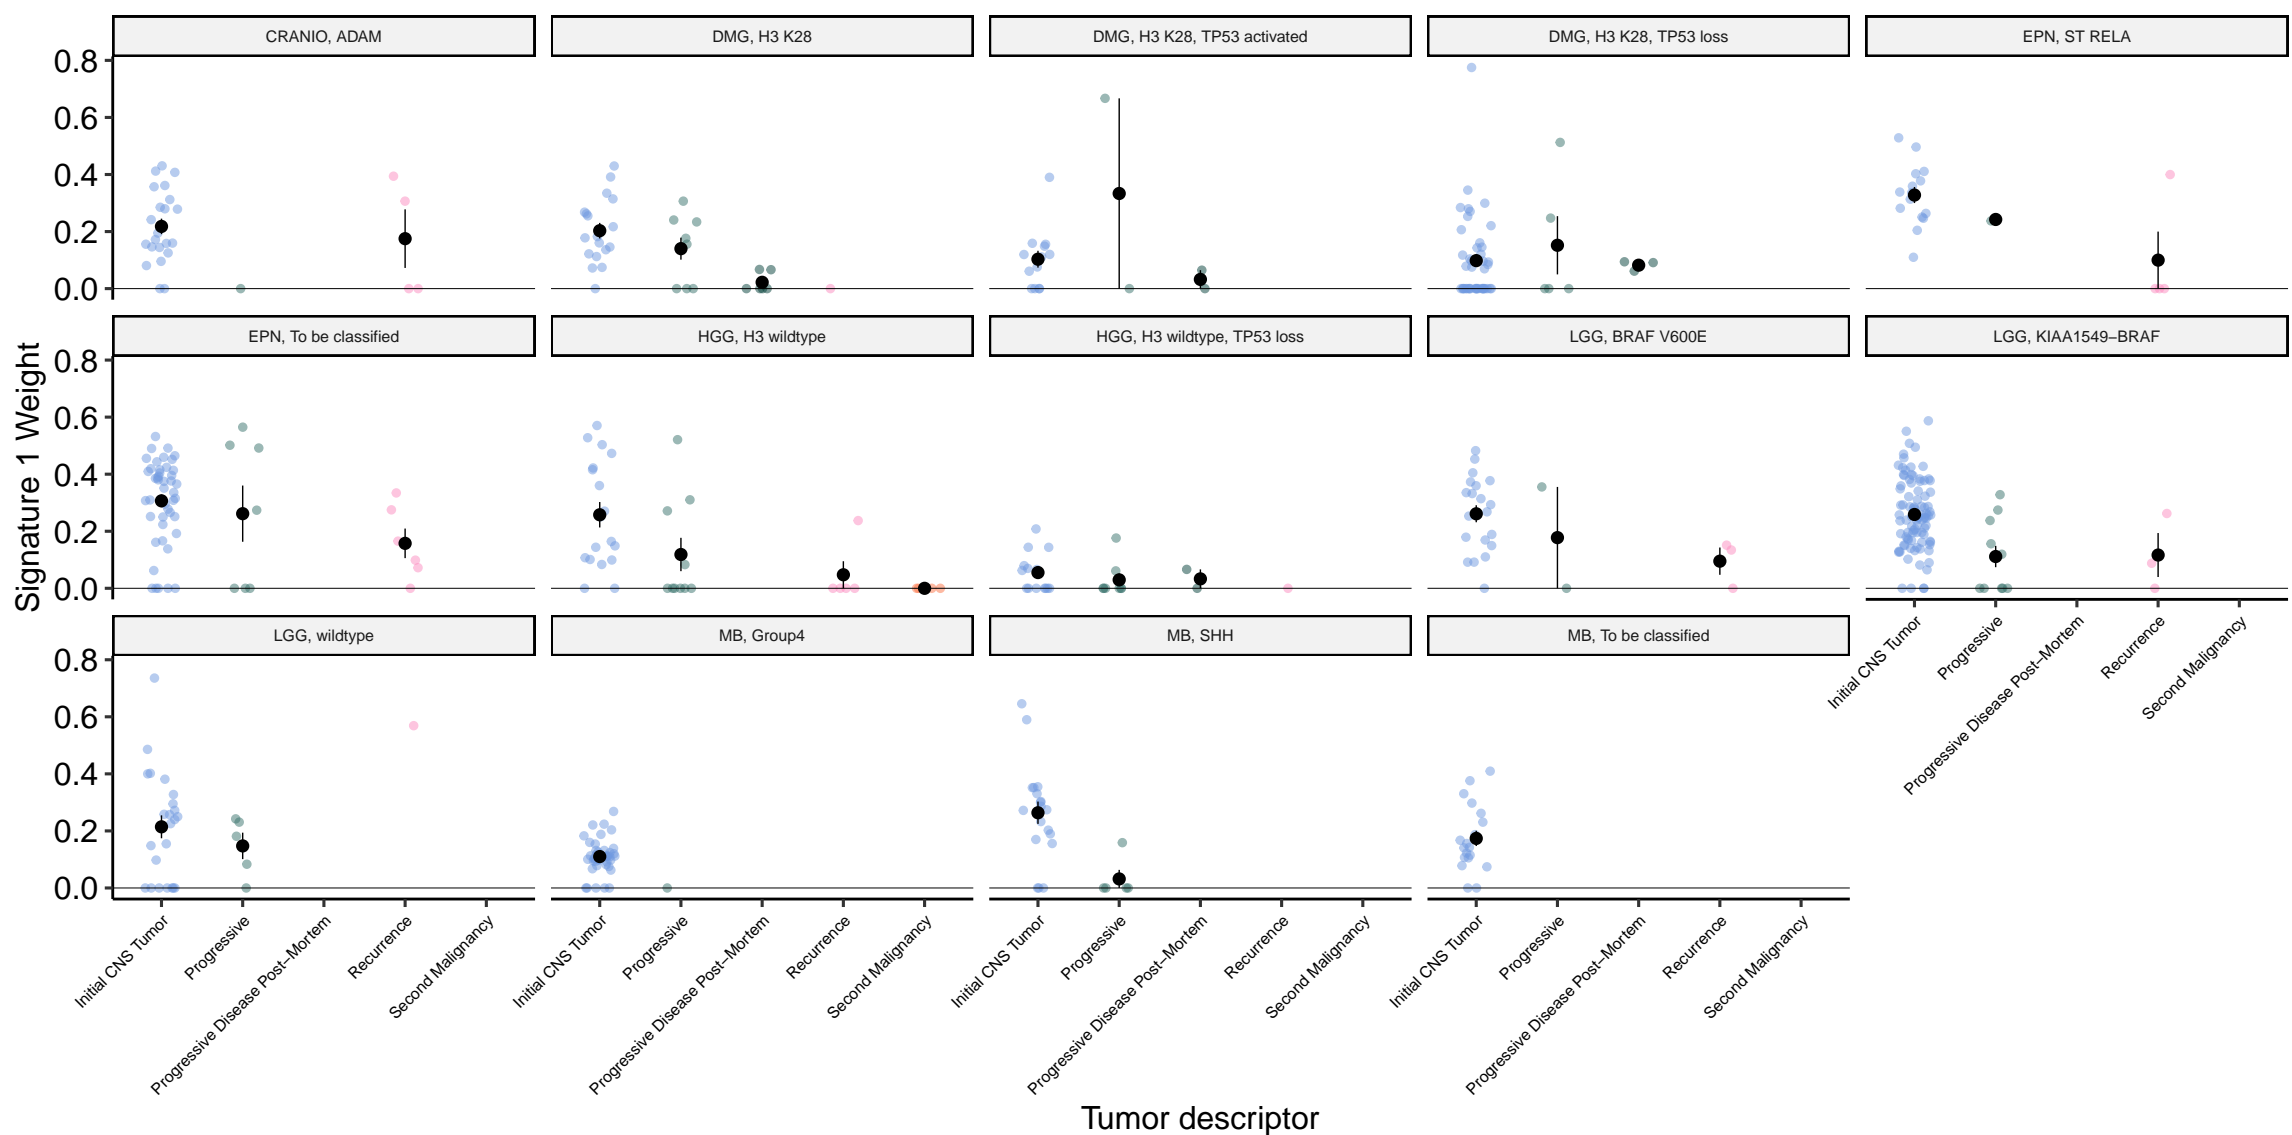 CRANIO, ADAM
DMG, H3 K28
DMG, H3 K28, TP53 activated
DMG, H3 K28, TP53 loss
EPN, ST RELA
0.8
0.6
0.4
0.2
0.0
EPN, To be classified
HGG, H3 wildtype
HGG, H3 wildtype, TP53 loss
LGG, BRAF V600E
LGG, KIAA1549−BRAF
0.8
0.6
0.4
0.2
0.0
Signature 1 Weight
Initial CNS Tumor
Progressive
Progressive Disease Post−Mortem
Recurrence
Second Malignancy
LGG, wildtype
MB, Group4
MB, SHH
MB, To be classified
0.8
0.6
0.4
0.2
0.0
Initial CNS Tumor
Progressive
Progressive Disease Post−Mortem
Recurrence
Second Malignancy
Initial CNS Tumor
Progressive
Progressive Disease Post−Mortem
Recurrence
Second Malignancy
Initial CNS Tumor
Progressive
Progressive Disease Post−Mortem
Recurrence
Second Malignancy
Initial CNS Tumor
Progressive
Progressive Disease Post−Mortem
Recurrence
Second Malignancy
Tumor descriptor